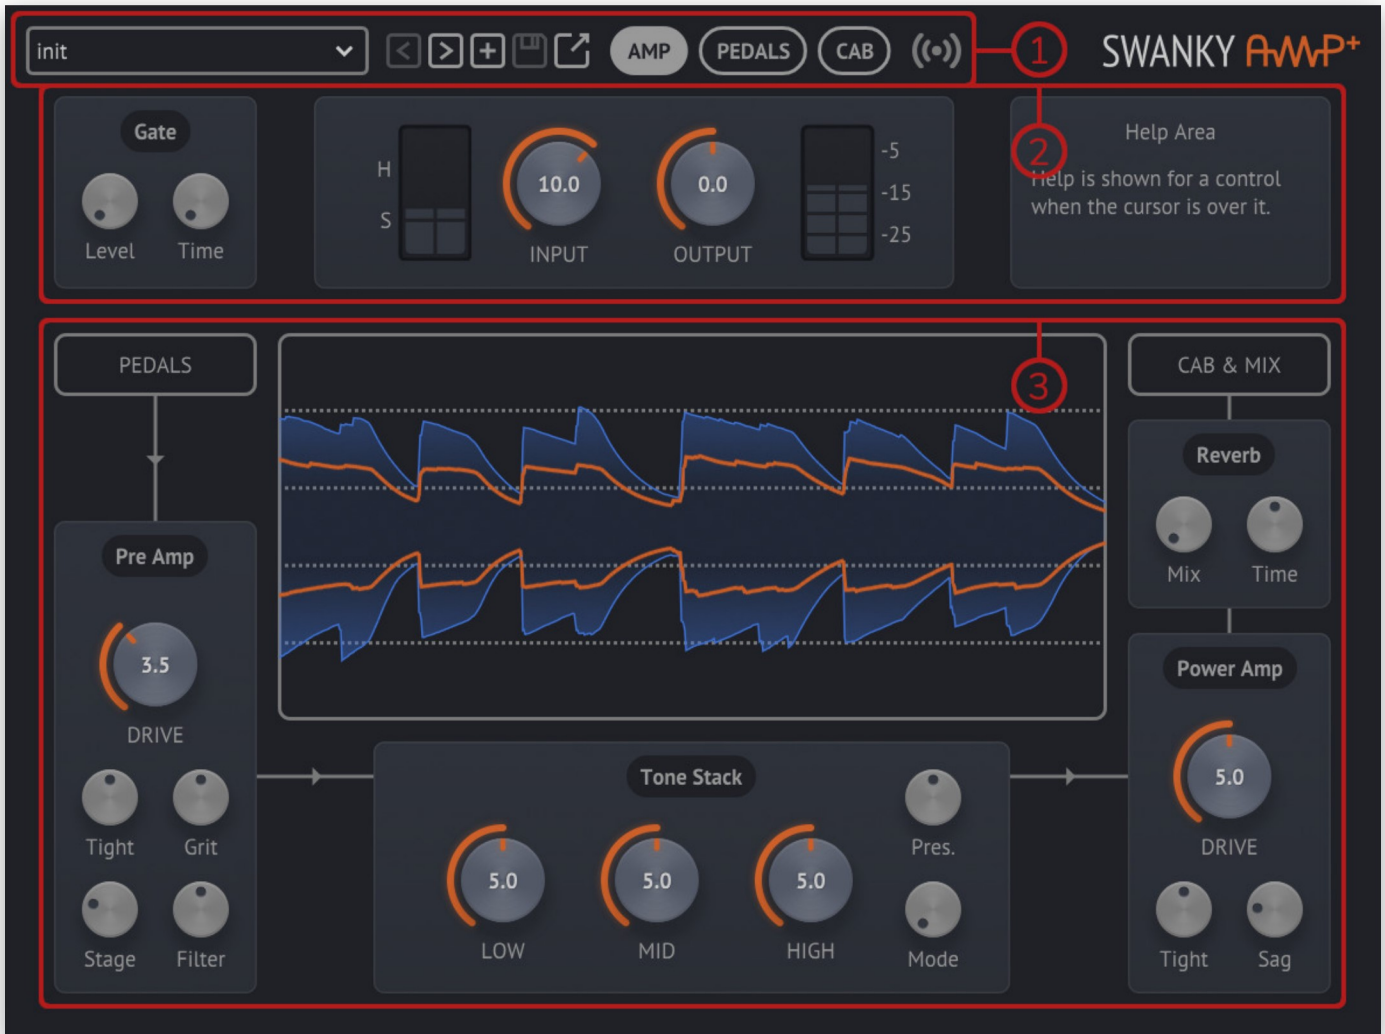 init
AMP
PEDALS
CAB
1
SWANKY AMP+
Gate
Level
Time
H
S
10.0
INPUT
0.0
OUTPUT
-5
-15
-25
2
Help Area
Help is shown for a control
when the cursor is over it.
PEDALS
3
CAB & MIX
Reverb
Mix
Time
Pre Amp
3.5
DRIVE
Tight
Grit
Stage
Filter
Tone Stack
5.0
LOW
5.0
MID
5.0
HIGH
Pres.
Mode
Power Amp
5.0
DRIVE
Tight
Sag